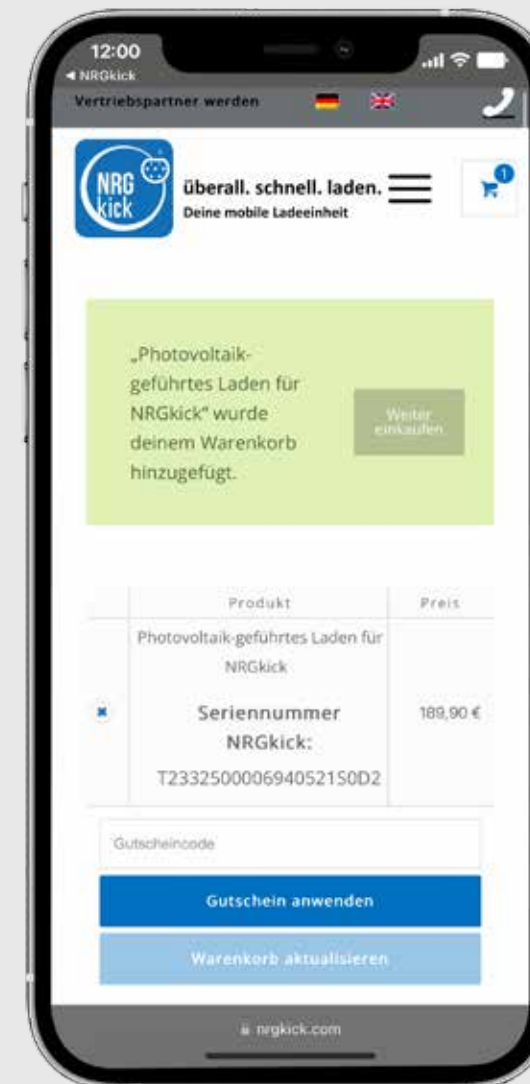 12:00
◀ NRGkick
Vertriebspartner werden
NRG
kick
überall. schnell. laden.
Deine mobile Ladeeinheit
1
„Photovoltaik-
geführtes Laden für
NRGkick“ wurde
deinem Warenkorb
hinzugefügt.
Weiter
einkaufen
Produkt Preis
Photovoltaik-geführtes Laden für
NRGkick
Seriennummer
NRGkick:
189,90 €
T233250000694052150D2
Gutscheincode
Gutschein anwenden
Warenkorb aktualisieren
nrgkick.com